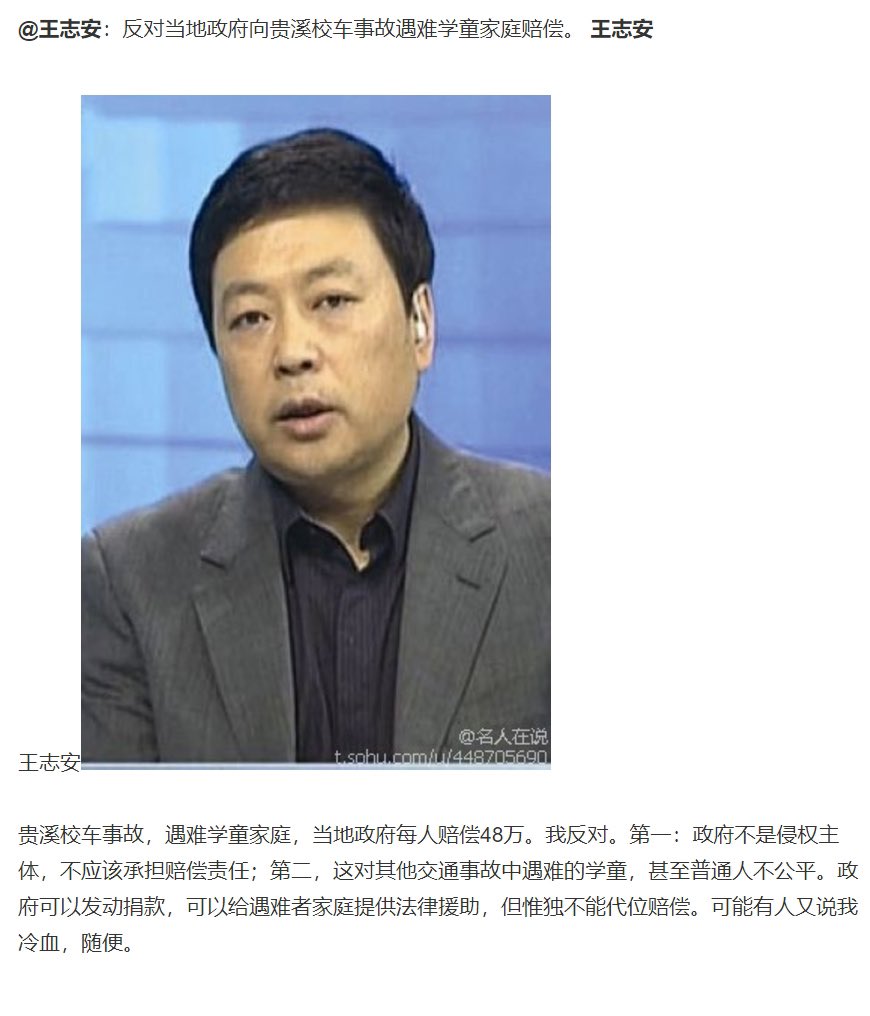 @王志安：反对当地政府向贵溪校车事故遇难学童家庭赔偿。 王志安
@名人在说
t.sohu.com/u/448705690
王志安
贵溪校车事故，遇难学童家庭，当地政府每人赔偿48万。我反对。第一：政府不是侵权主
体，不应该承担赔偿责任；第二，这对其他交通事故中遇难的学童，甚至普通人不公平。政
府可以发动捐款，可以给遇难者家庭提供法律援助，但惟独不能代位赔偿。可能有人又说我
冷血，随便。